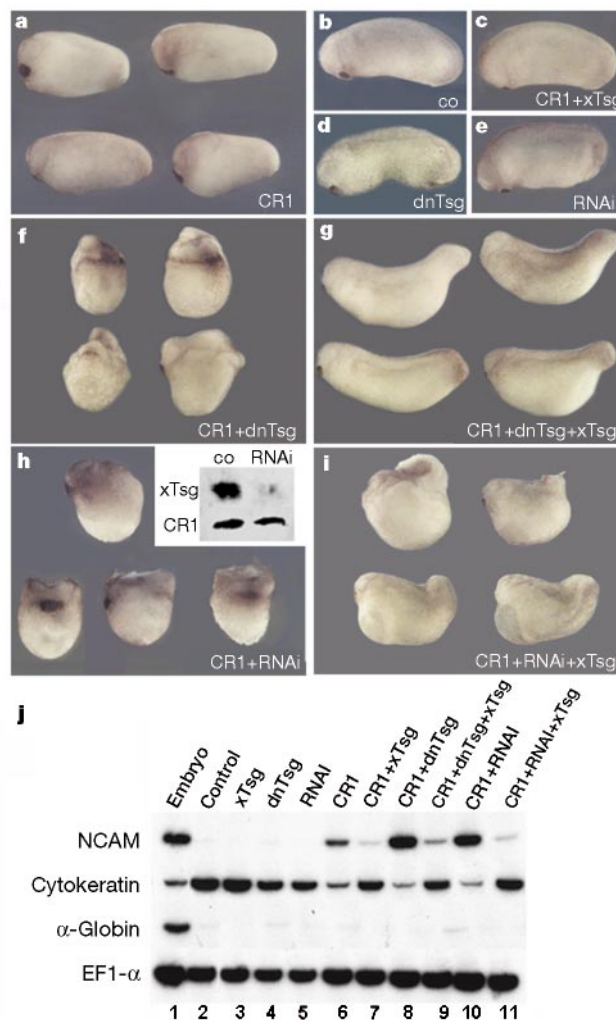 a
CR1
b
co
c
CR1+xTsg
d
dnTsg
e
RNAi
f
CR1+dnTsg
g
CR1+dnTsg+xTsg
h
co RNAi
xTsg
CR1
CR1+RNAi
i
CR1+RNAi+xTsg
j
Embryo
Control
xTsg
dnTsg
RNAI
CR1
CR1+xTsg
CR1+dnTsg
CR1+dnTsg+xTsg
CR1+RNAI
CR1+RNAI+xTsg
NCAM
Cytokeratin
α-Globin
EF1-α
1 2 3 4 5 6 7 8 9 10 11